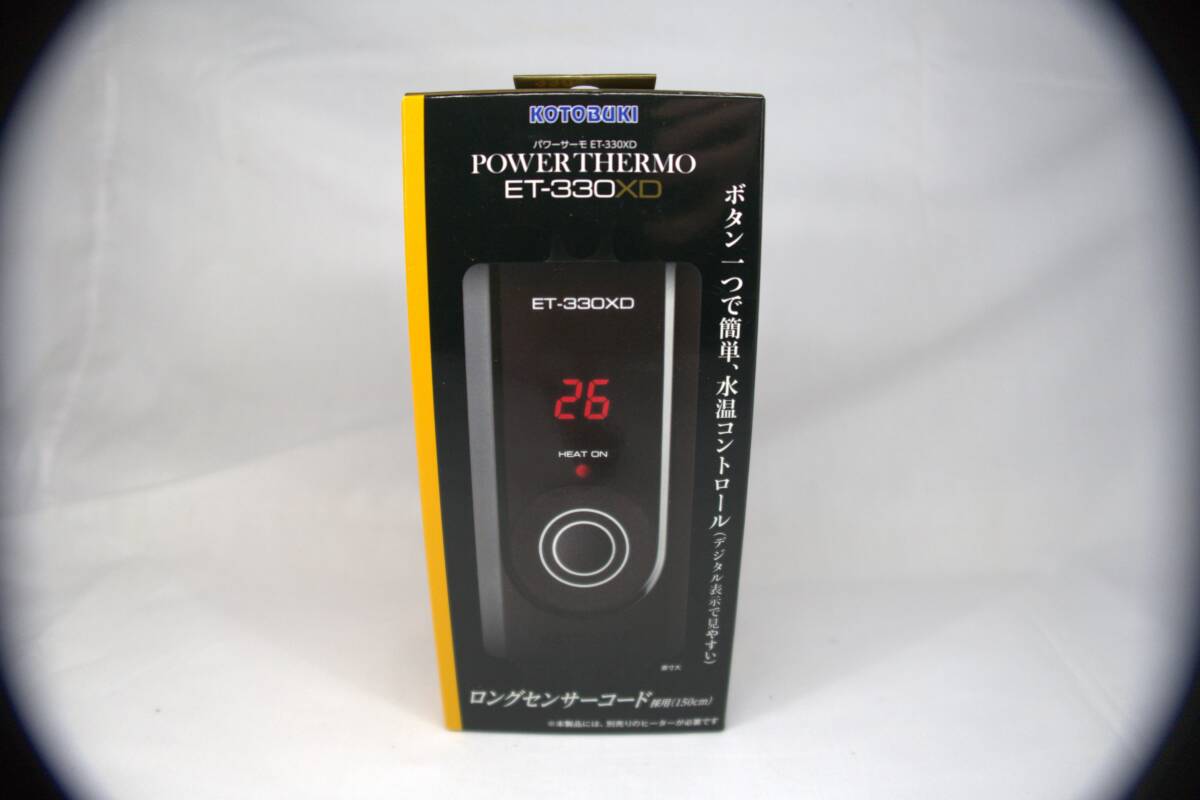 KOTOBUKI
パワーサーモ ET-330XD
POWER THERMO
ET-330XD
ボタン一つで簡単、水温コントロール(デジタル表示で見やすい)
ET-330XD
26
HEAT ON
実寸大
ロングセンサーコード採用(150cm)
※本製品には、別売りのヒーターが必要です